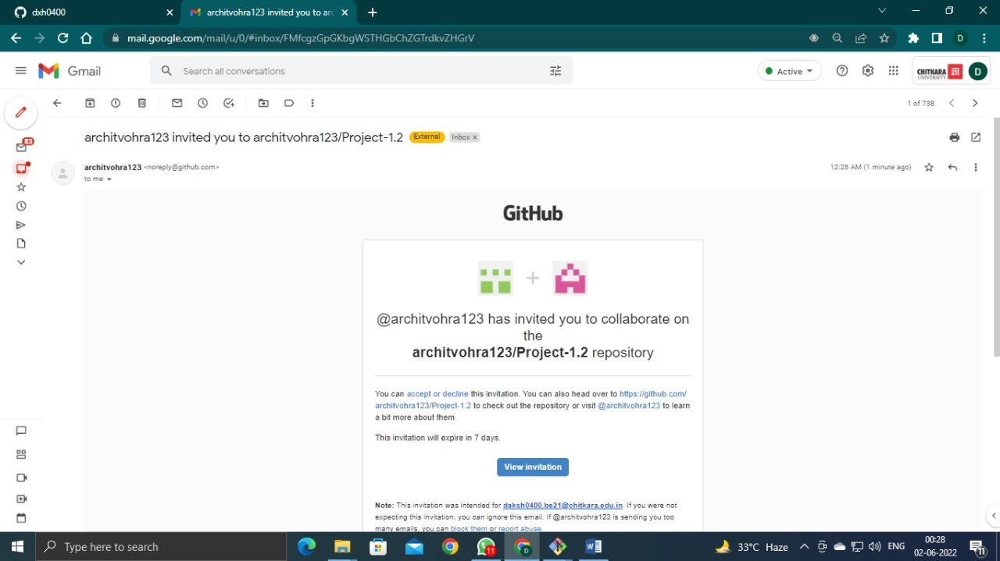 dxh0400
architvohra123 invited you to arc
mail.google.com/mail/u/0/#inbox/FMfcgzGpGKbgWSTHGbChZGTrdkvZHGrV
D
Gmail
Search all conversations
Active
CHITKARA
UNIVERSITY
D
1 of 738
architvohra123 invited you to architvohra123/Project-1.2
External
Inbox x
83
architvohra123 <noreply@github.com>
12:26 AM (1 minute ago)
to me
GitHub
@architvohra123 has invited you to collaborate on
the
architvohra123/Project-1.2 repository
You can accept or decline this invitation. You can also head over to https://github.com/
architvohra123/Project-1.2 to check out the repository or visit @architvohra123 to learn
a bit more about them.
This invitation will expire in 7 days.
View invitation
Note: This invitation was intended for daksh0400.be21@chitkara.edu.in. If you were not
expecting this invitation, you can ignore this email. If @architvohra123 is sending you too
many emails, you can block them or report abuse.
Type here to search
11
D
33°C Haze
ENG
00:28
02-06-2022
11